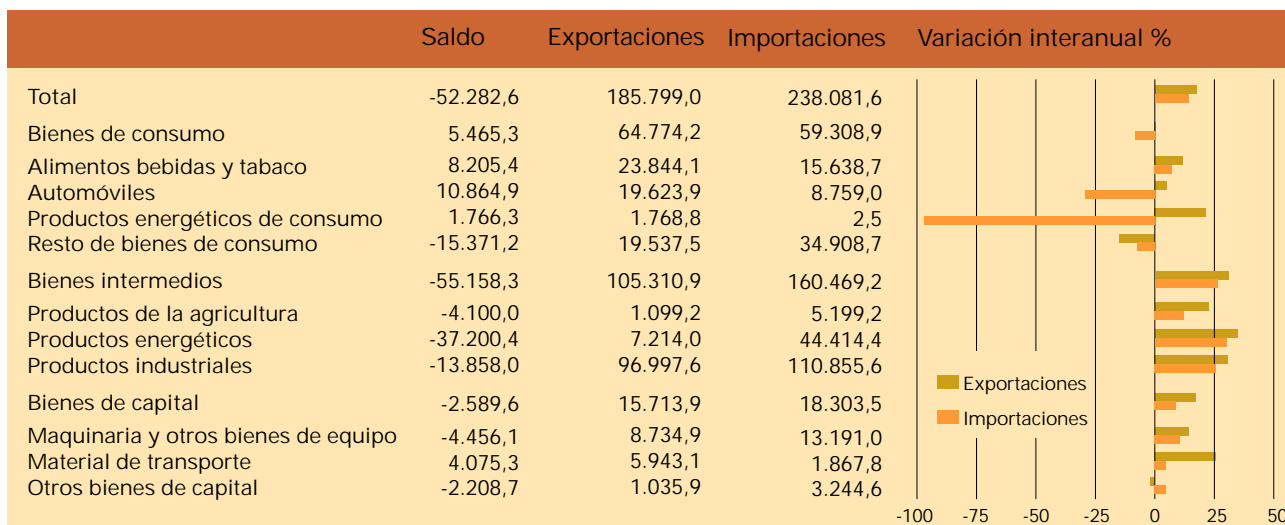 Saldo Exportaciones Importaciones Variación interanual %
Total -52.282,6 185.799,0 238.081,6
Bienes de consumo 5.465,3 64.774,2 59.308,9
Alimentos bebidas y tabaco 8.205,4 23.844,1 15.638,7
Automóviles 10.864,9 19.623,9 8.759,0
Productos energéticos de consumo 1.766,3 1.768,8 2,5
Resto de bienes de consumo -15.371,2 19.537,5 34.908,7
Bienes intermedios -55.158,3 105.310,9 160.469,2
Productos de la agricultura -4.100,0 1.099,2 5.199,2
Productos energéticos -37.200,4 7.214,0 44.414,4
Productos industriales -13.858,0 96.997,6 110.855,6
Exportaciones
Bienes de capital -2.589,6 15.713,9 18.303,5
Importaciones
Maquinaria y otros bienes de equipo -4.456,1 8.734,9 13.191,0
Material de transporte 4.075,3 5.943,1 1.867,8
Otros bienes de capital -2.208,7 1.035,9 3.244,6
-100 -75 -50 -25 0 25 50